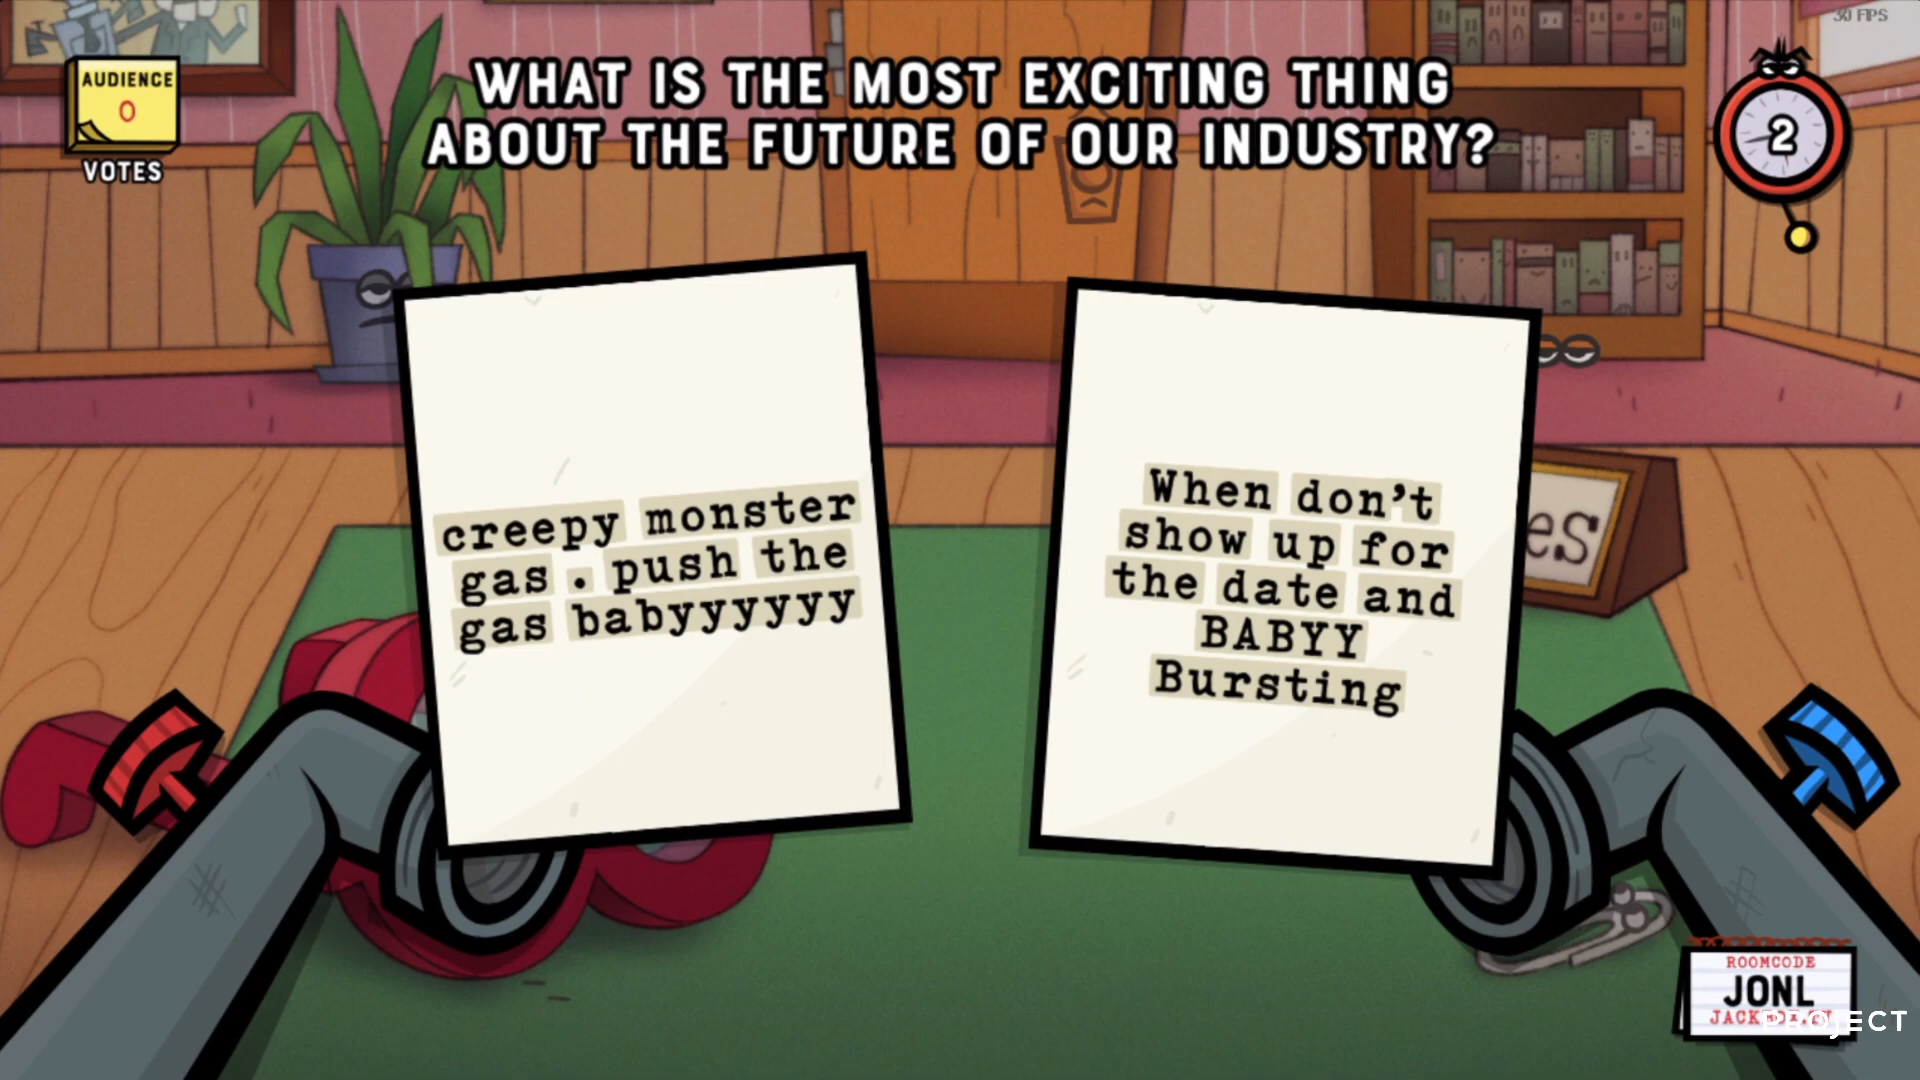 30 FPS
AUDIENCE
0
VOTES
WHAT IS THE MOST EXCITING THING
ABOUT THE FUTURE OF OUR INDUSTRY?
2
creepy monster
gas . push the
gas babyyyyyy
When don't
show up for
the date and
BABYY
Bursting
ROOMCODE
JONL
PROJECT